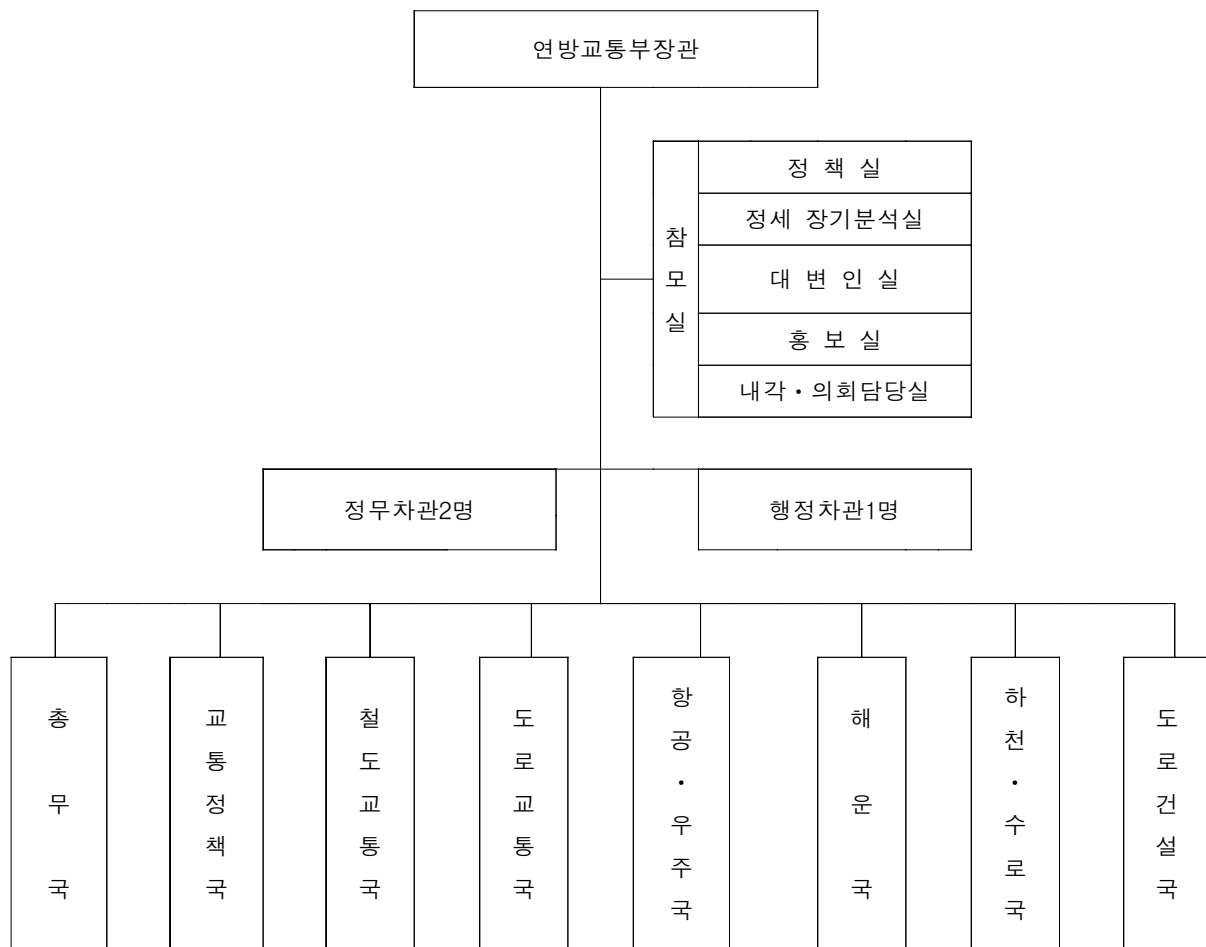 연방교통부장관
참모실
정 책 실
정세 장기분석실
대 변 인 실
홍 보 실
내각·의회담당실
정무차관2명
행정차관1명
총무국
교통정책국
철도교통국
도로교통국
항공·우주국
해운국
하천·수로국
도로건설국